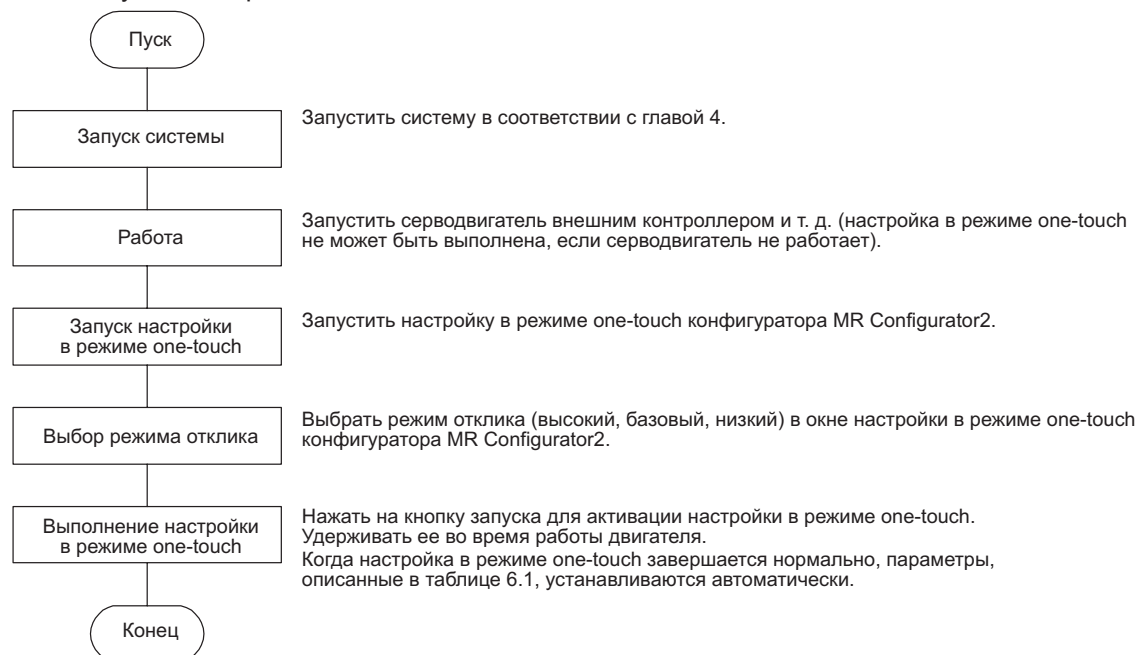 Пуск
Запуск системы
Запустить систему в соответствии с главой 4.
Работа
Запустить серводвигатель внешним контроллером и т. д. (настройка в режиме one-touch
не может быть выполнена, если серводвигатель не работает).
Запуск настройки
в режиме one-touch
Запустить настройку в режиме one-touch конфигуратора MR Configurator2.
Выбор режима отклика
Выбрать режим отклика (высокий, базовый, низкий) в окне настройки в режиме one-touch
конфигуратора MR Configurator2.
Выполнение настройки
в режиме one-touch
Нажать на кнопку запуска для активации настройки в режиме one-touch.
Удерживать ее во время работы двигателя.
Когда настройка в режиме one-touch завершается нормально, параметры,
описанные в таблице 6.1, устанавливаются автоматически.
Конец